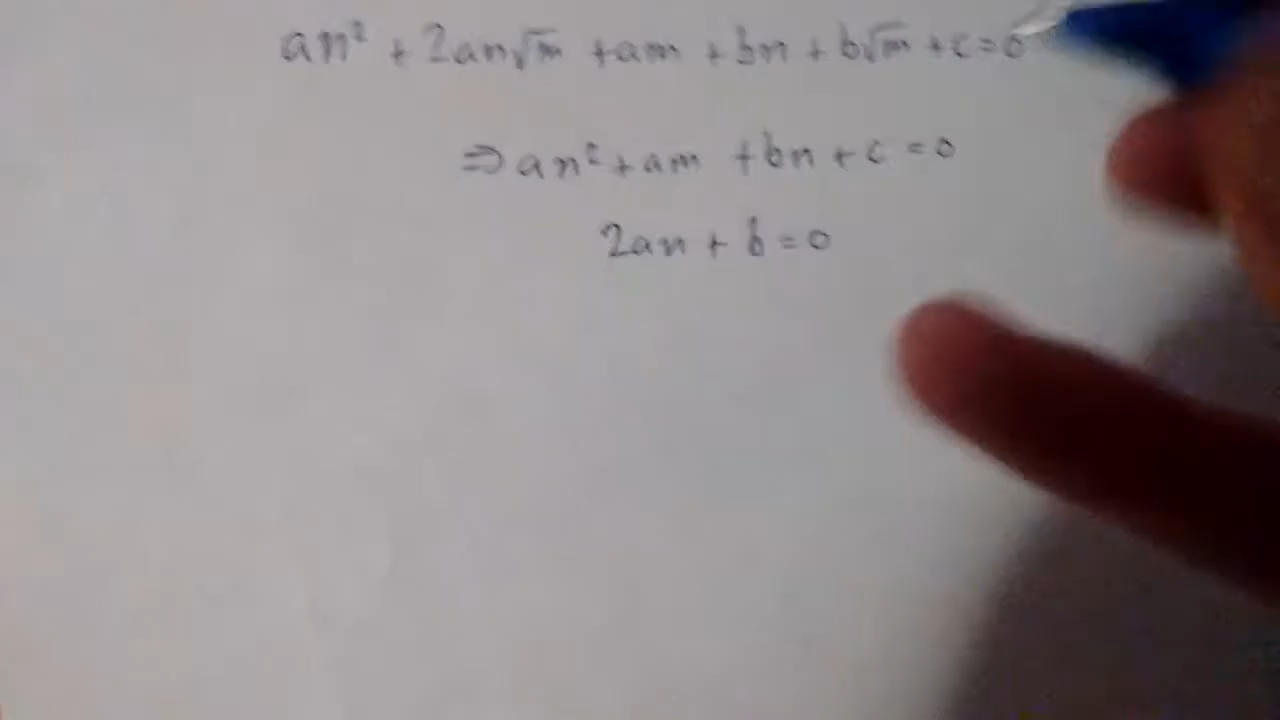 an² + 2an√m + am + bn + b√m + c = 0
⇒ an² + am + bn + c = 0
2an + b = 0